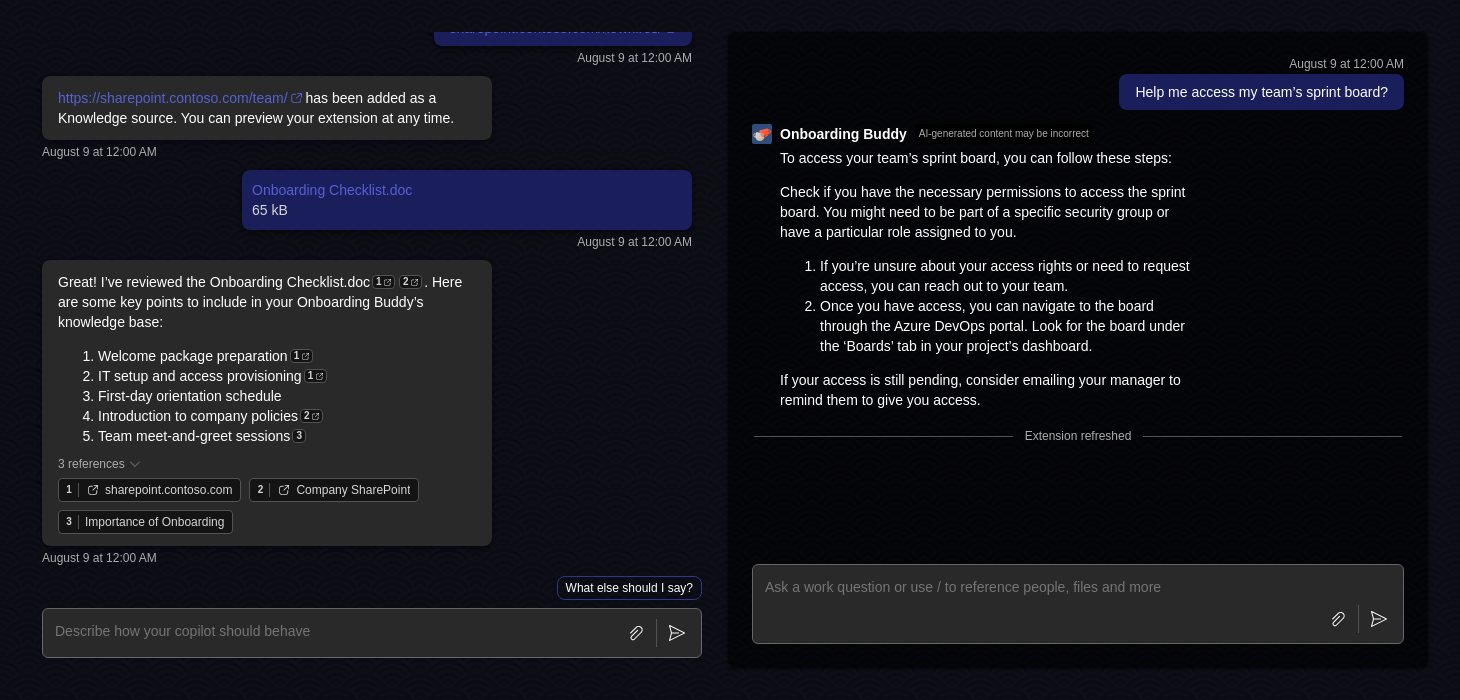 August 9 at 12:00 AM
https://sharepoint.contoso.com/team/ has been added as a
Knowledge source. You can preview your extension at any time.
August 9 at 12:00 AM
Onboarding Checklist.doc
65 kB
August 9 at 12:00 AM
Great! I’ve reviewed the Onboarding Checklist.doc 1 2 . Here
are some key points to include in your Onboarding Buddy’s
knowledge base:
1. Welcome package preparation 1
2. IT setup and access provisioning 1
3. First-day orientation schedule
4. Introduction to company policies 2
5. Team meet-and-greet sessions 3
3 references
1 sharepoint.contoso.com 2 Company SharePoint
3 Importance of Onboarding
August 9 at 12:00 AM
What else should I say?
Describe how your copilot should behave
August 9 at 12:00 AM
Help me access my team’s sprint board?
Onboarding Buddy AI-generated content may be incorrect
To access your team’s sprint board, you can follow these steps:
Check if you have the necessary permissions to access the sprint
board. You might need to be part of a specific security group or
have a particular role assigned to you.
1. If you’re unsure about your access rights or need to request
access, you can reach out to your team.
2. Once you have access, you can navigate to the board
through the Azure DevOps portal. Look for the board under
the ‘Boards’ tab in your project’s dashboard.
If your access is still pending, consider emailing your manager to
remind them to give you access.
Extension refreshed
Ask a work question or use / to reference people, files and more